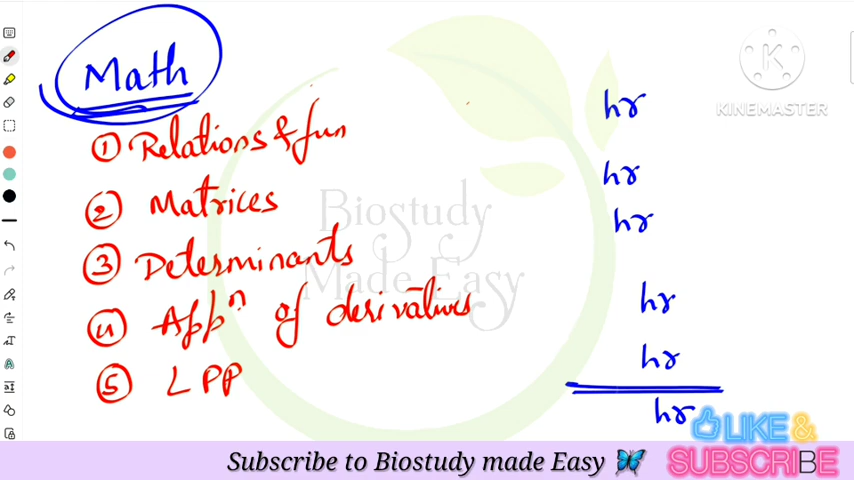 Math
K
KINEMASTER
① Relations & fun hr
② Matrices hr
hr
③ Determinants
④ Appⁿ of derivatives hr
⑤ LPP hr
hr
Biostudy
Made Easy
LIKE &
SUBSCRIBE
Subscribe to Biostudy made Easy 🦋